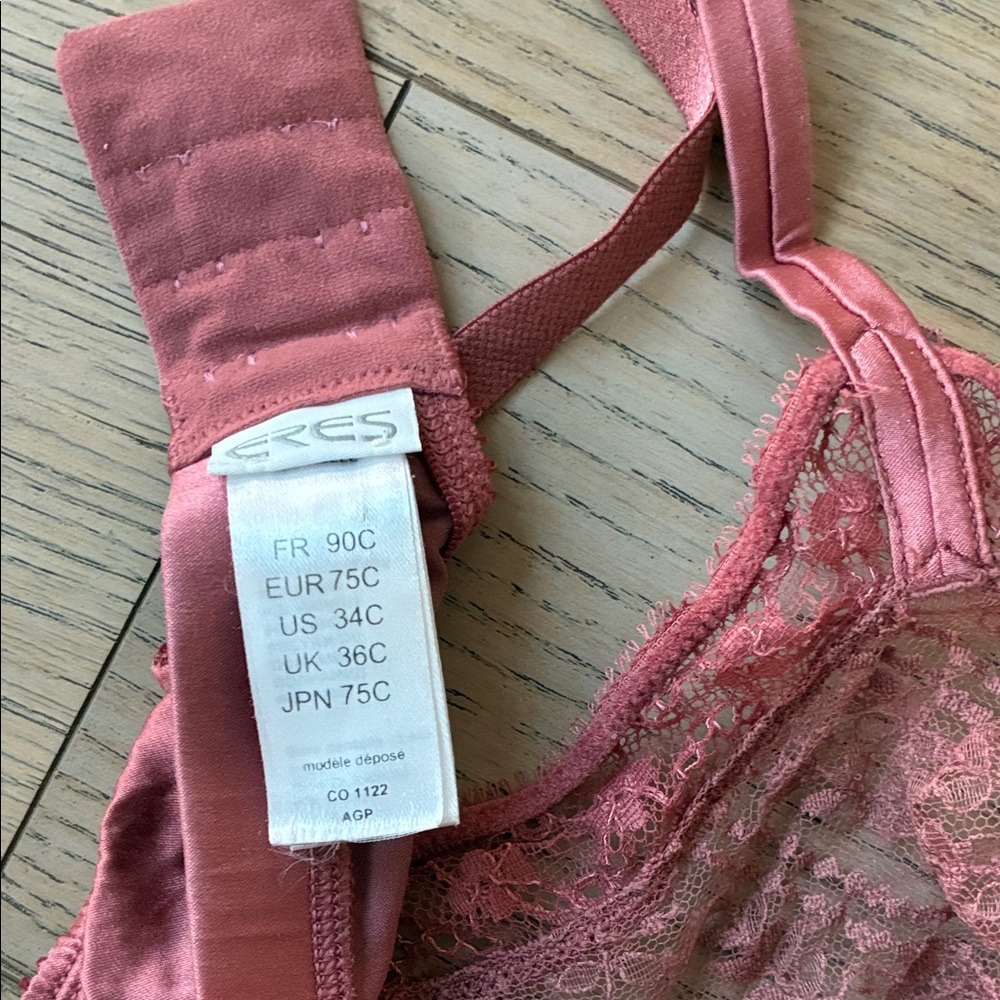 ERES
FR 90C
EUR 75C
US 34C
UK 36C
JPN 75C
modèle déposé
CO 1122
AGP